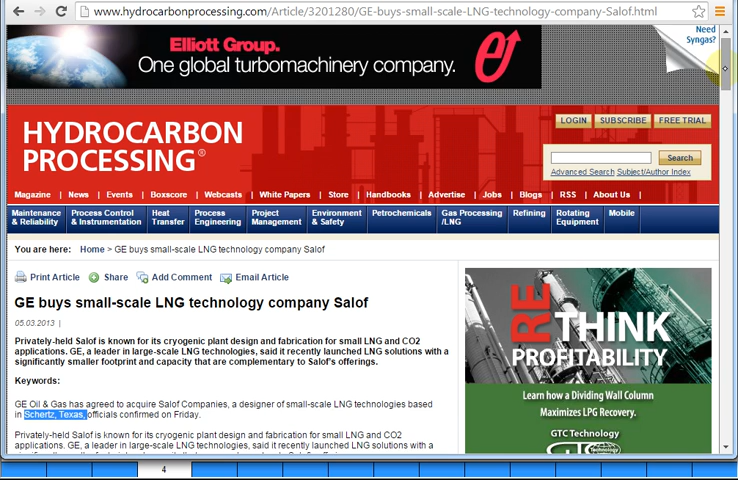 www.hydrocarbonprocessing.com/Article/3201280/GE-buys-small-scale-LNG-technology-company-Salof.html
Elliott Group.
One global turbomachinery company.
e
Need
Syngas?
HYDROCARBON
PROCESSING®
LOGIN
SUBSCRIBE
FREE TRIAL
Search
Advanced Search Subject/Author Index
Magazine | News | Events | Boxscore | Webcasts | White Papers | Store | Handbooks | Advertise | Jobs | Blogs | RSS | About Us |
Maintenance & Reliability
Process Control & Instrumentation
Heat Transfer
Process Engineering
Project Management
Environment & Safety
Petrochemicals
Gas Processing /LNG
Refining
Rotating Equipment
Mobile
You are here: Home > GE buys small-scale LNG technology company Salof
Print Article
Share
Add Comment
Email Article
GE buys small-scale LNG technology company Salof
05.03.2013 |
Privately-held Salof is known for its cryogenic plant design and fabrication for small LNG and CO2
applications. GE, a leader in large-scale LNG technologies, said it recently launched LNG solutions with a
significantly smaller footprint and capacity that are complementary to Salof's offerings.
Keywords:
GE Oil & Gas has agreed to acquire Salof Companies, a designer of small-scale LNG technologies based
in Schertz, Texas, officials confirmed on Friday.
Privately-held Salof is known for its cryogenic plant design and fabrication for small LNG and CO2
applications. GE, a leader in large-scale LNG technologies, said it recently launched LNG solutions with a
RE
THINK
PROFITABILITY
Learn how a Dividing Wall Column
Maximizes LPG Recovery.
GTC Technology
GTC
4